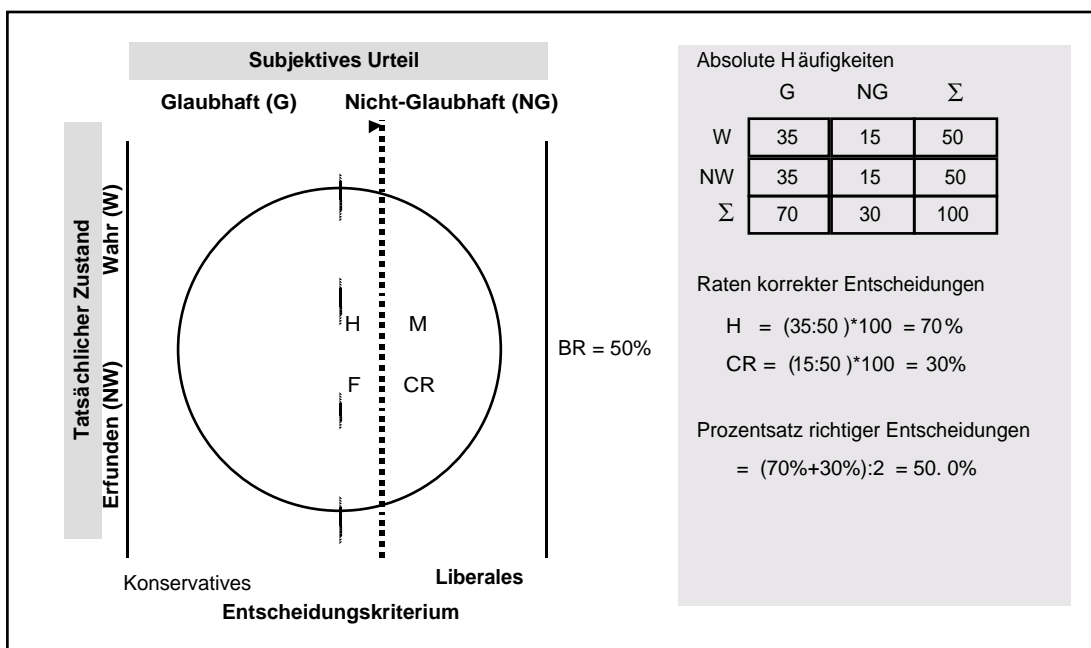 Subjektives Urteil
Glaubhaft (G) Nicht-Glaubhaft (NG)
Tatsächlicher Zustand
Wahr (W)
Erfunden (NW)
H M
F CR
BR = 50%
Konservatives Liberales
Entscheidungskriterium
Absolute Häufigkeiten
G NG Σ
W 35 15 50
NW 35 15 50
Σ 70 30 100
Raten korrekter Entscheidungen
H = (35:50 )*100 = 70%
CR = (15:50 )*100 = 30%
Prozentsatz richtiger Entscheidungen
= (70%+30%):2 = 50. 0%